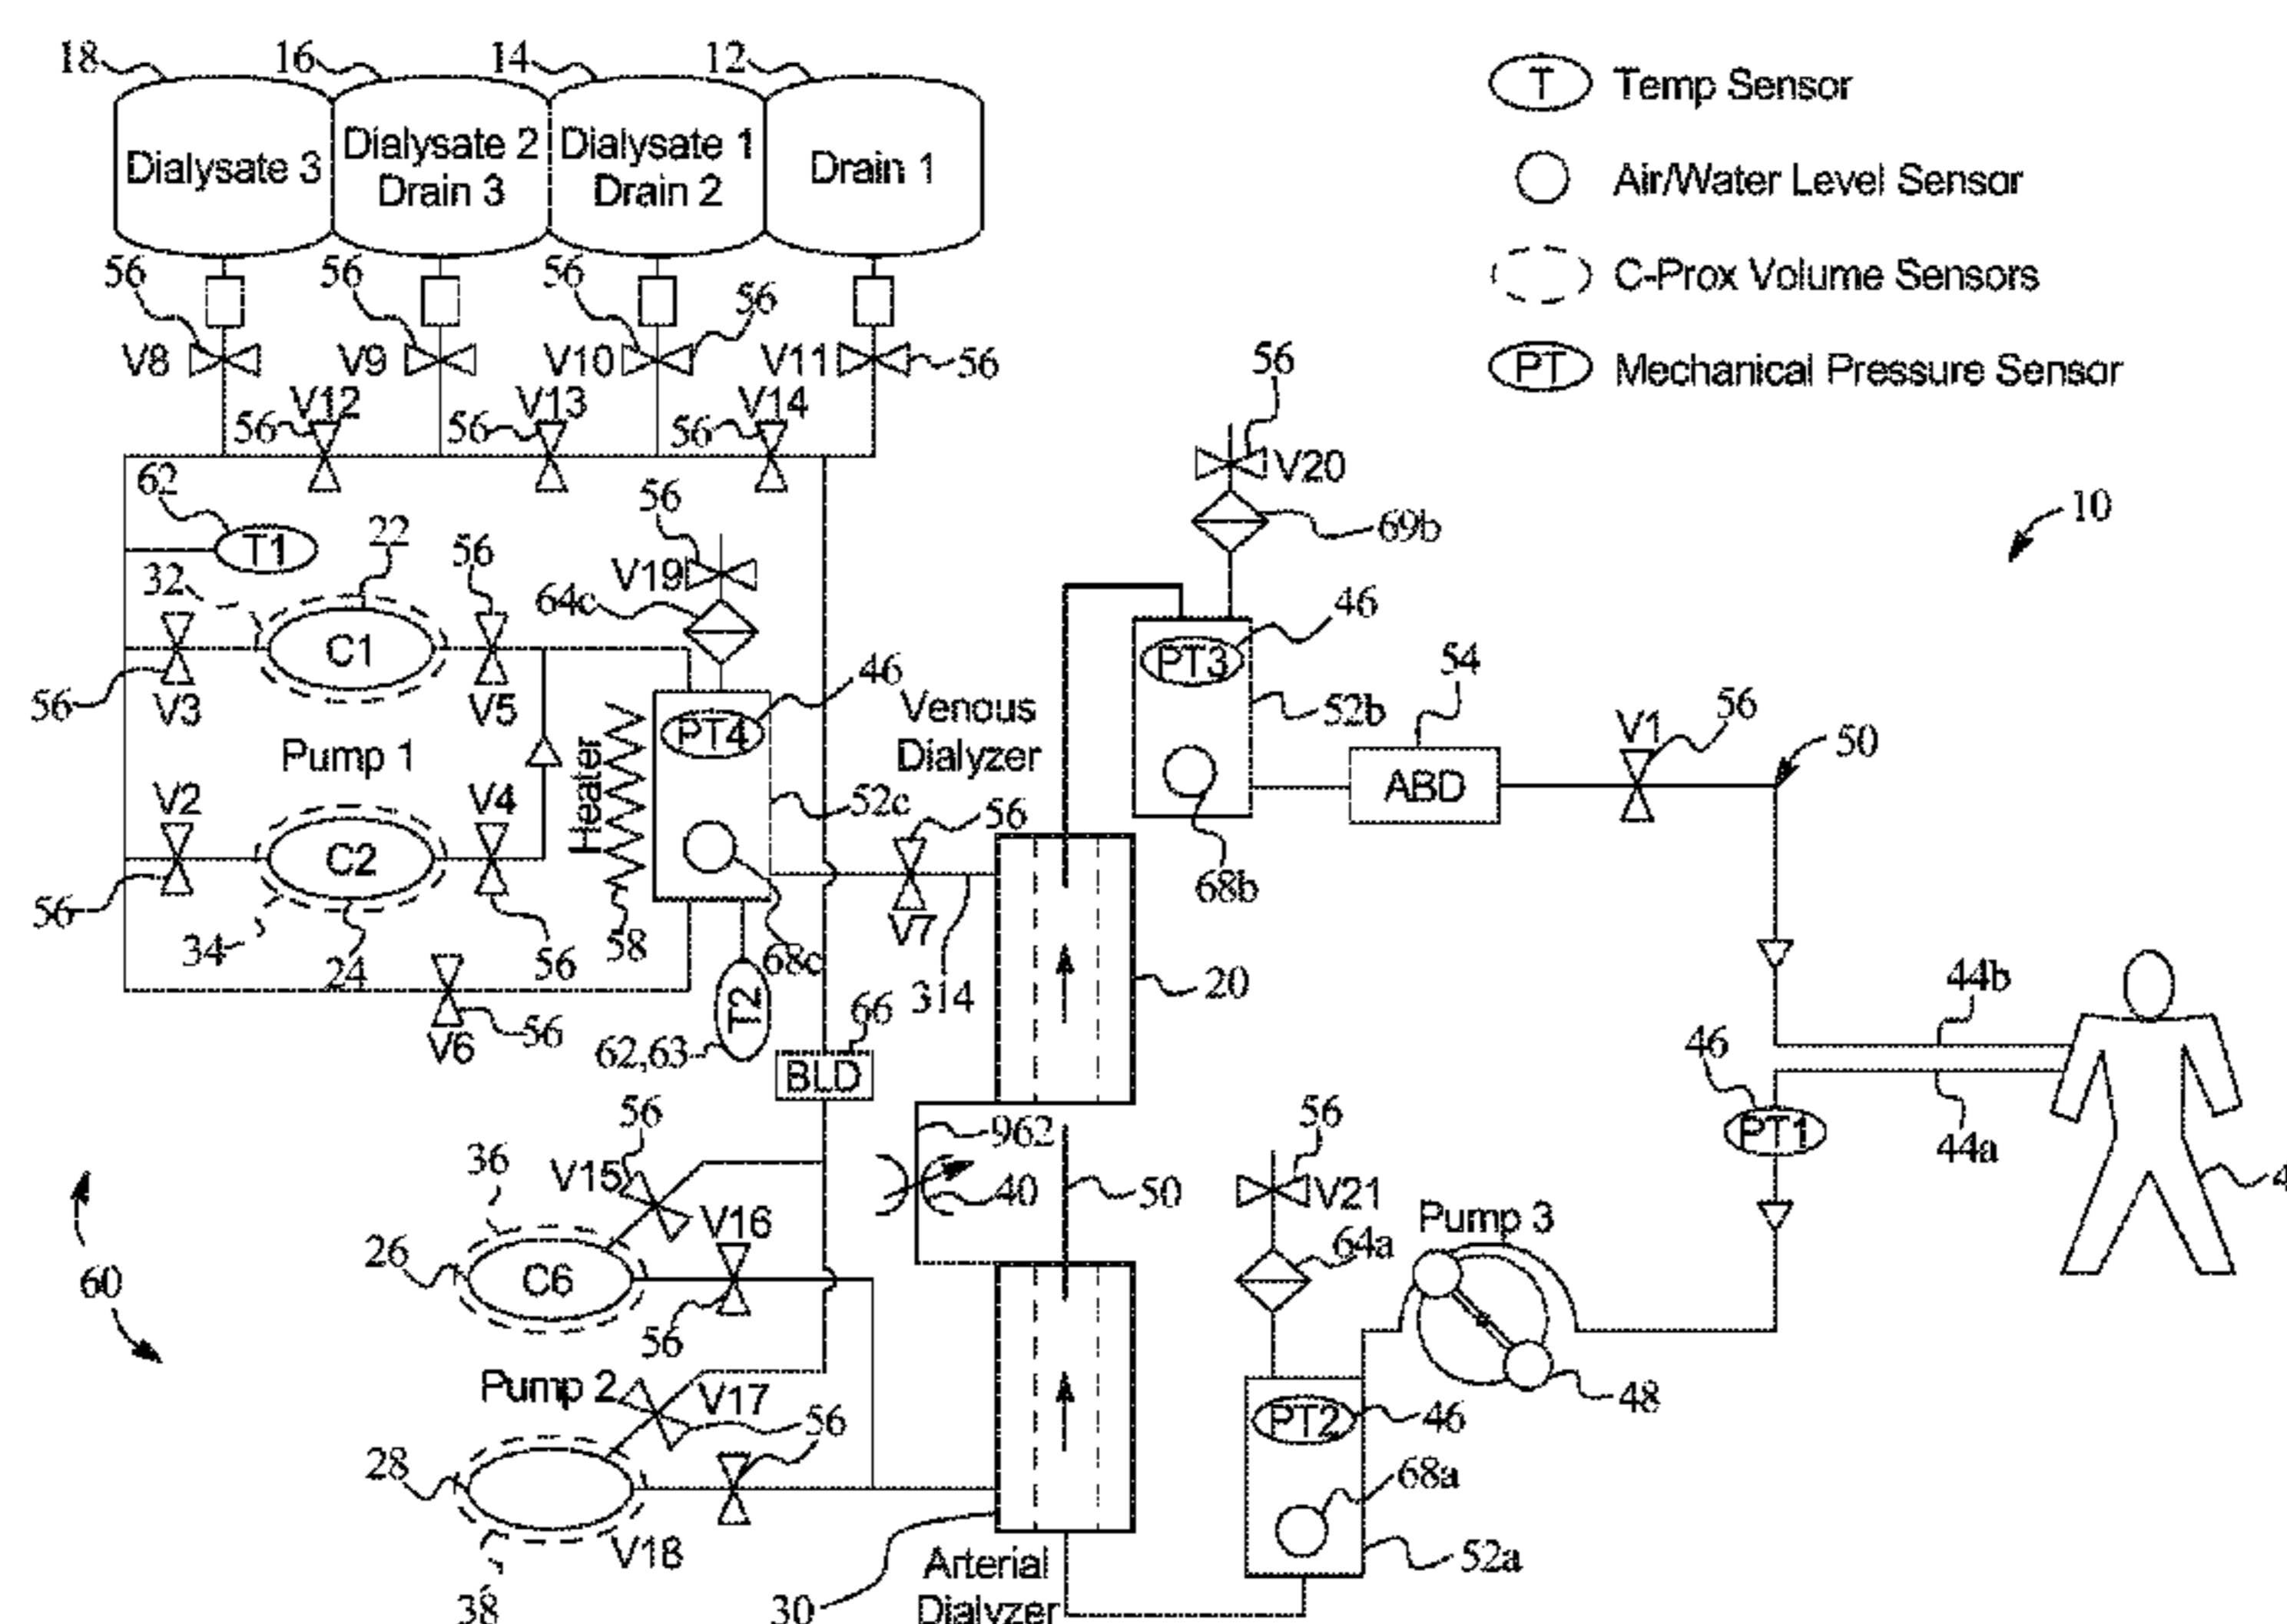 18
16
14
12
Dialysate 3
Dialysate 2
Drain 3
Dialysate 1
Drain 2
Drain 1
T Temp Sensor
Air/Water Level Sensor
C-Prox Volume Sensors
PT Mechanical Pressure Sensor
56
56
56
56
V8
V9
V10
V11
56
V12
V13
V14
56
56
56
56
V20
69b
10
62
T1
22
32
56
56
V19
64c
C1
56
V3
V5
46
PT4
PT3
46
52b
54
Venous
Dialyzer
V1
56
50
ABD
Pump 1
Heater
52c
56
V2
V4
C2
56
34
24
56
58
68c
V7
68b
314
20
V6
56
T2
62,63
66
BLD
44b
46
PT1
44a
4
962
40
50
56
V21
64a
Pump 3
48
36
V15
56
V16
26
C6
56
60
Pump 2
V17
56
28
V18
38
PT2
46
68a
52a
30
Arterial
Dialyzer